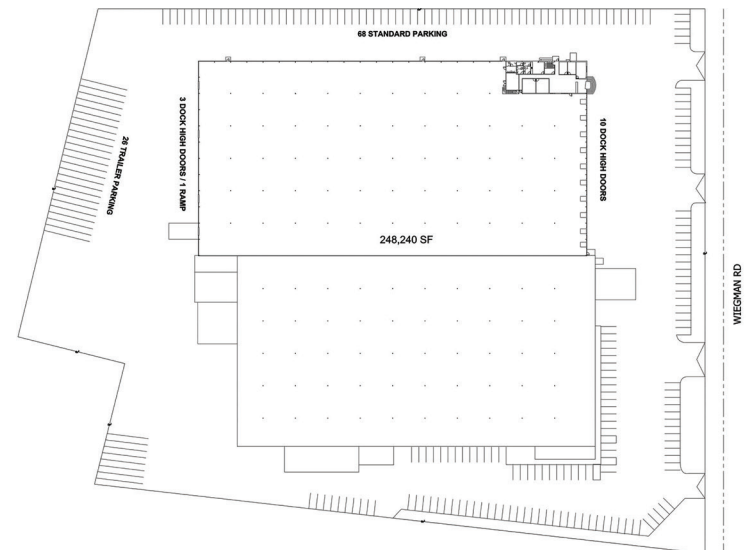 68 STANDARD PARKING
3 DOCK HIGH DOORS / 1 RAMP
10 DOCK HIGH DOORS
26 TRAILER PARKING
248,240 SF
WIEGMAN RD